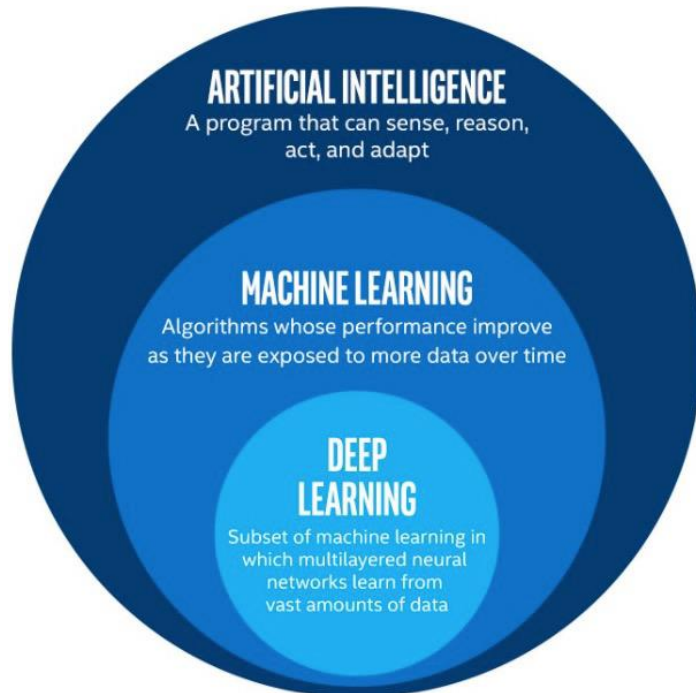 ARTIFICIAL INTELLIGENCE
A program that can sense, reason,
act, and adapt
MACHINE LEARNING
Algorithms whose performance improve
as they are exposed to more data over time
DEEP
LEARNING
Subset of machine learning in
which multilayered neural
networks learn from
vast amounts of data